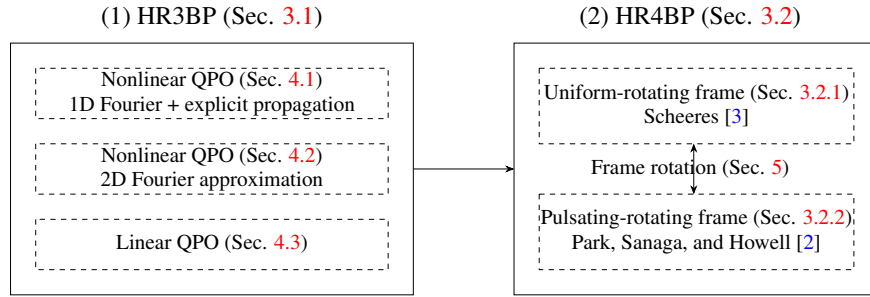 (1) HR3BP (Sec. 3.1)
Nonlinear QPO (Sec. 4.1)
1D Fourier + explicit propagation
Nonlinear QPO (Sec. 4.2)
2D Fourier approximation
Linear QPO (Sec. 4.3)
(2) HR4BP (Sec. 3.2)
Uniform-rotating frame (Sec. 3.2.1)
Scheeres [3]
Frame rotation (Sec. 5)
Pulsating-rotating frame (Sec. 3.2.2)
Park, Sanaga, and Howell [2]